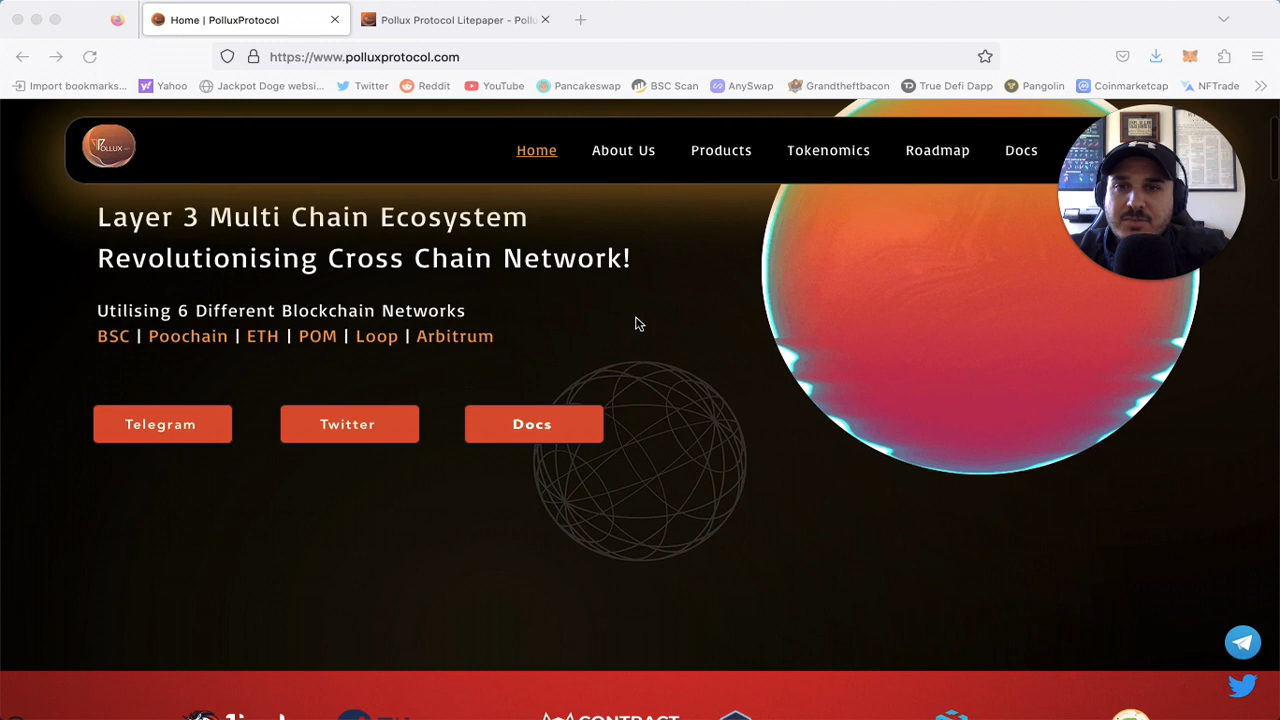 Home | PolluxProtocol
Pollux Protocol Litepaper - Pollu
https://www.polluxprotocol.com
Import bookmarks... Yahoo Jackpot Doge websi... Twitter Reddit YouTube Pancakeswap BSC Scan AnySwap Grandtheftbacon True Defi Dapp Pangolin Coinmarketcap NFTrade
POLLUX
Home About Us Products Tokenomics Roadmap Docs
Layer 3 Multi Chain Ecosystem
Revolutionising Cross Chain Network!
Utilising 6 Different Blockchain Networks
BSC | Poochain | ETH | POM | Loop | Arbitrum
Telegram Twitter Docs
CONTRACT